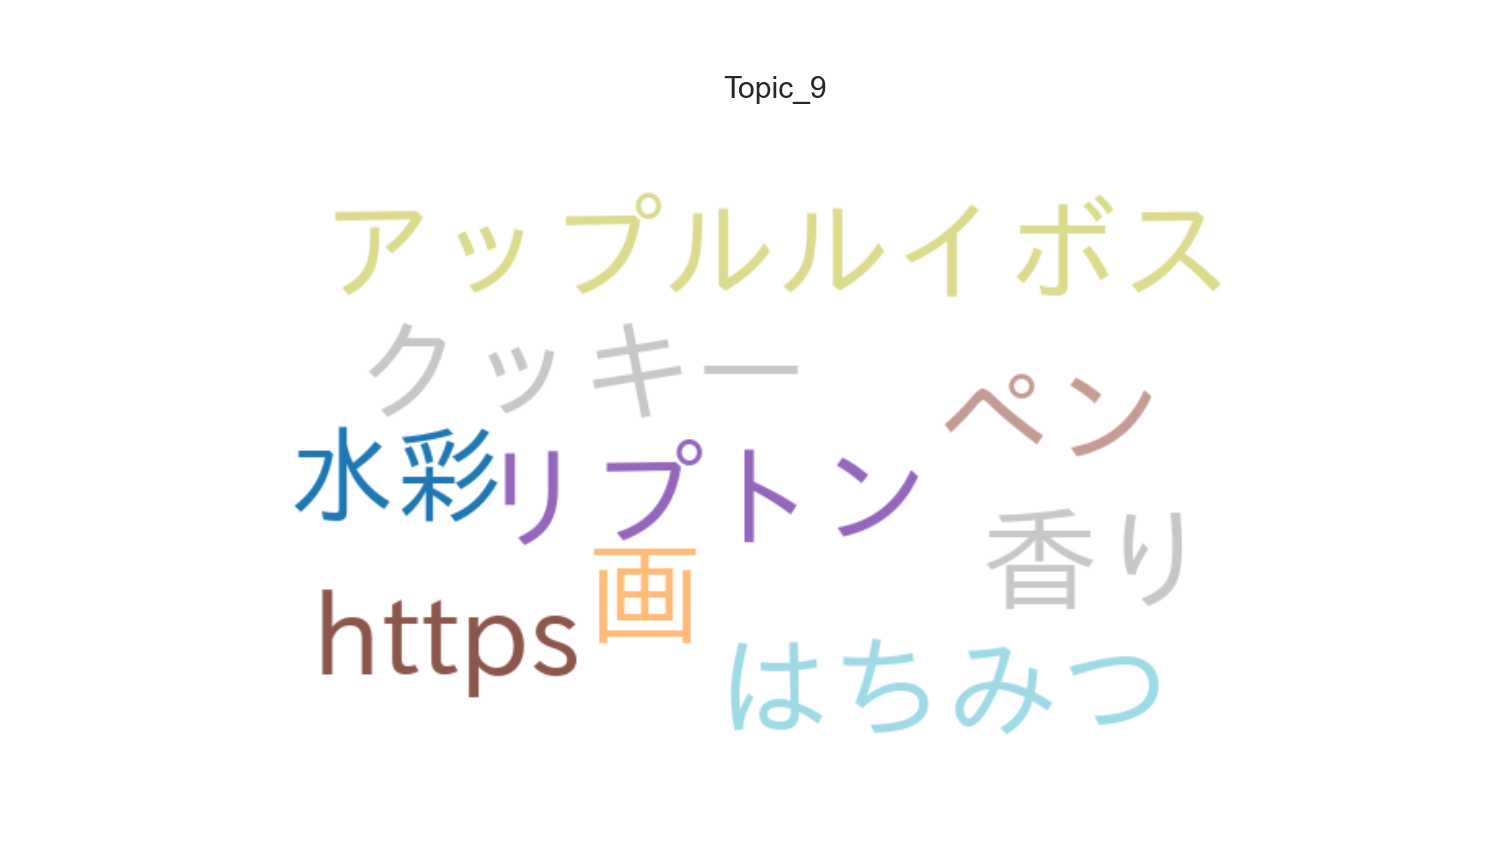 Topic_9
アップルルイボス
クッキー
ペン
水彩
リプトン
香り
画
https
はちみつ